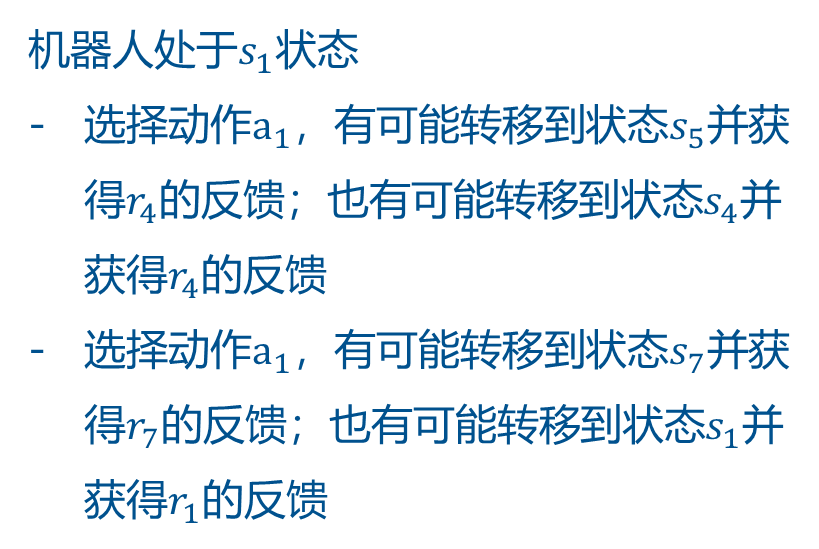 机器人处于s₁状态
- 选择动作a₁，有可能转移到状态s₅并获
得r₄的反馈；也有可能转移到状态s₄并
获得r₄的反馈
- 选择动作a₁，有可能转移到状态s₇并获
得r₇的反馈；也有可能转移到状态s₁并
获得r₁的反馈